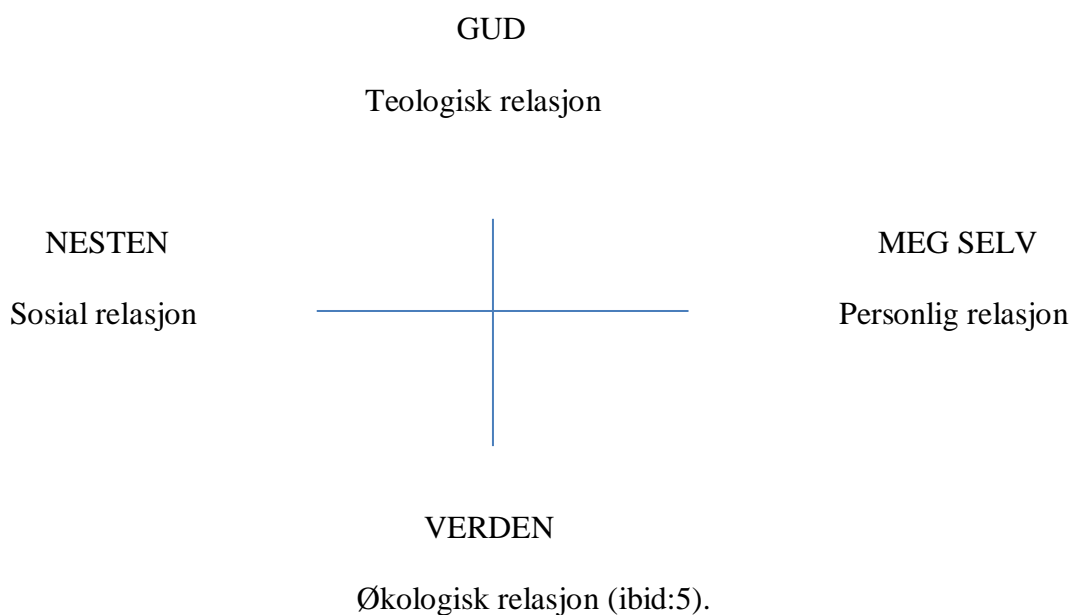 GUD
Teologisk relasjon
NESTEN
MEG SELV
Sosial relasjon
Personlig relasjon
VERDEN
Økologisk relasjon (ibid:5).